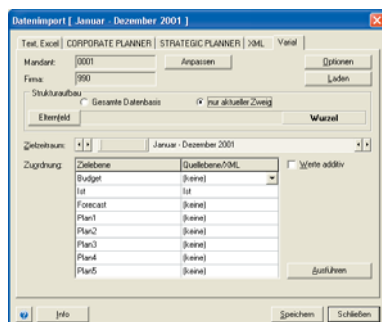 Datenimport [ Januar - Dezember 2001 ]
Text, Excel | CORPORATE PLANNER | STRATEGIC PLANNER | XML | Varial
Mandant: 0001 Anpassen Optionen
Firma: 990 Laden
Strukturaufbau
Gesamte Datenbasis nur aktueller Zweig
Elternfeld Wurzel
Zielzeitraum: Januar - Dezember 2001
Zuordnung: Zielebene Quellebene/XML Werte additiv
Budget (keine)
Ist Ist
Forecast (keine)
Plan1 (keine)
Plan2 (keine)
Plan3 (keine)
Plan4 (keine)
Plan5 (keine) Ausführen
Info Speichern Schließen